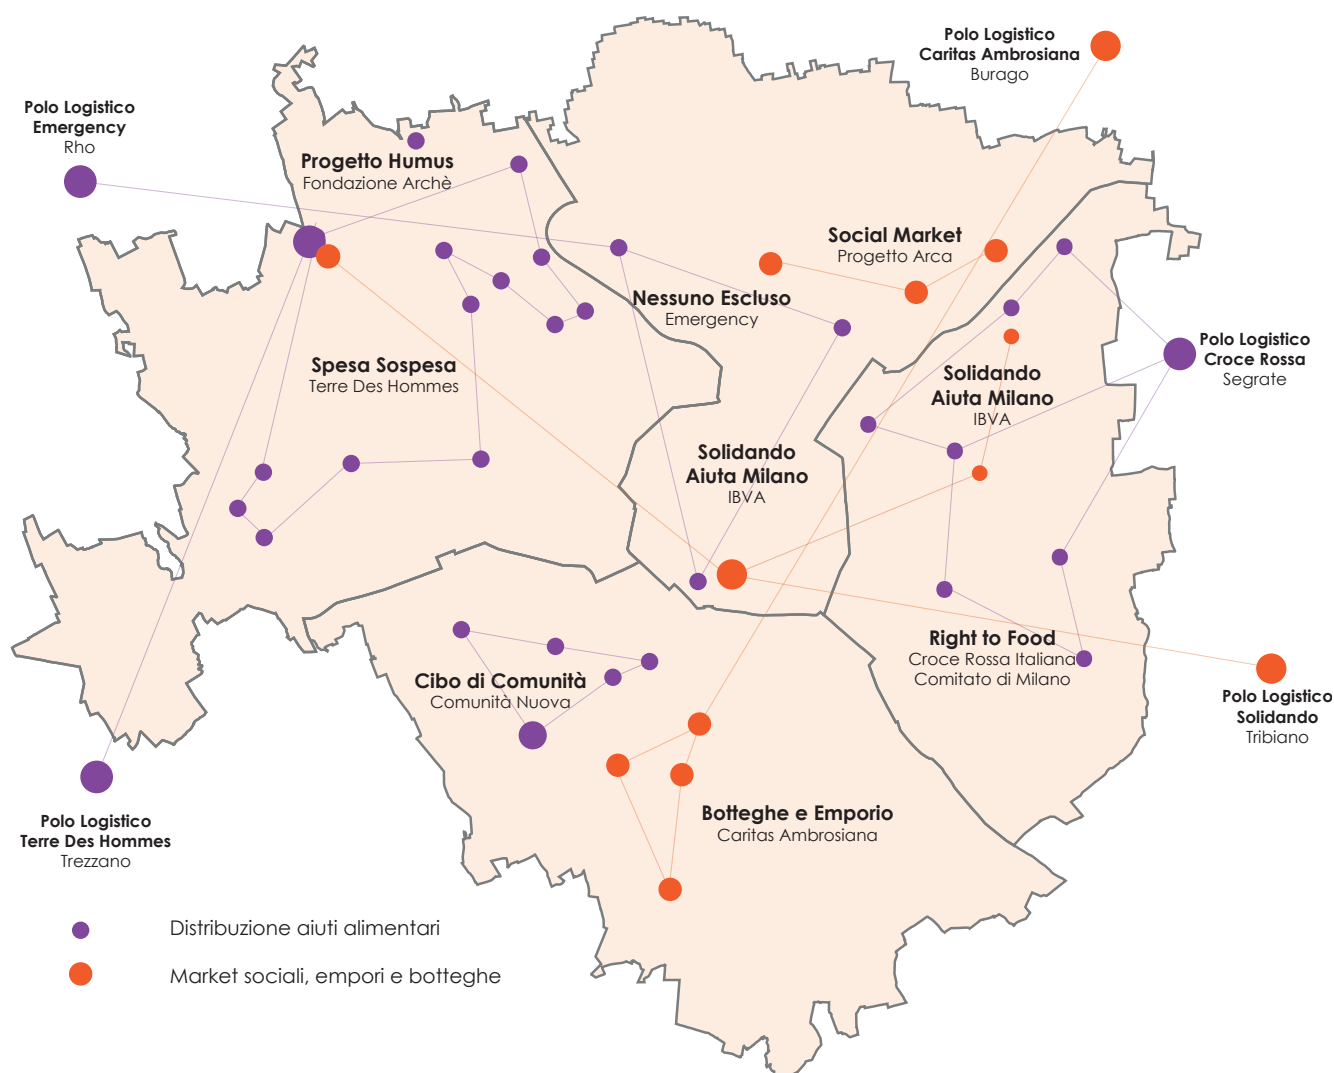 Polo Logistico
Caritas Ambrosiana
Burago
Polo Logistico
Emergency
Rho
Progetto Humus
Fondazione Archè
Social Market
Progetto Arca
Nessuno Escluso
Emergency
Polo Logistico
Croce Rossa
Segrate
Spesa Sospesa
Terre Des Hommes
Solidando
Aiuta Milano
IBVA
Solidando
Aiuta Milano
IBVA
Right to Food
Croce Rossa Italiana
Comitato di Milano
Cibo di Comunità
Comunità Nuova
Polo Logistico
Solidando
Tribiano
Botteghe e Emporio
Caritas Ambrosiana
Polo Logistico
Terre Des Hommes
Trezzano
Distribuzione aiuti alimentari
Market sociali, empori e botteghe